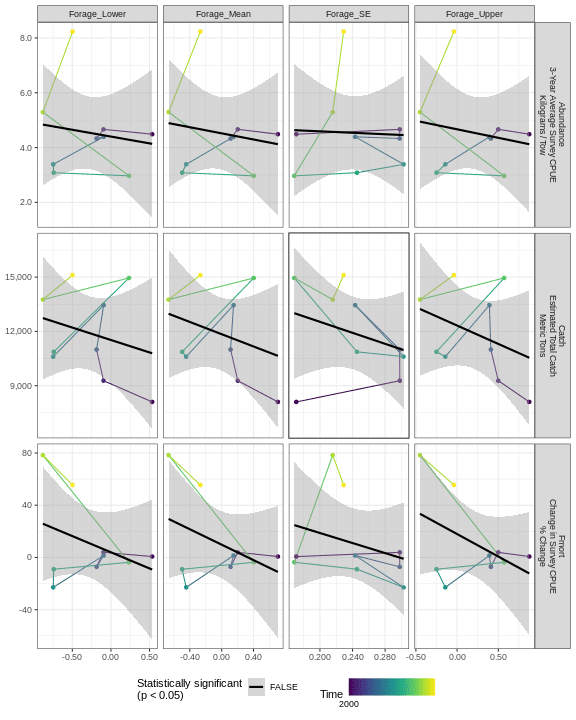 Forage_Lower Forage_Mean Forage_SE Forage_Upper
8.0
6.0
4.0
2.0
Abundance
3-Year Average Survey CPUE
Kilograms / Tow
15,000
12,000
9,000
Catch
Estimated Total Catch
Metric Tons
80
40
0
-40
Fmort
Change in Survey CPUE
% Change
-0.50 0.00 0.50 -0.40 0.00 0.40 0.200 0.240 0.280 -0.50 0.00 0.50
Statistically significant
(p < 0.05)
FALSE
Time
2000